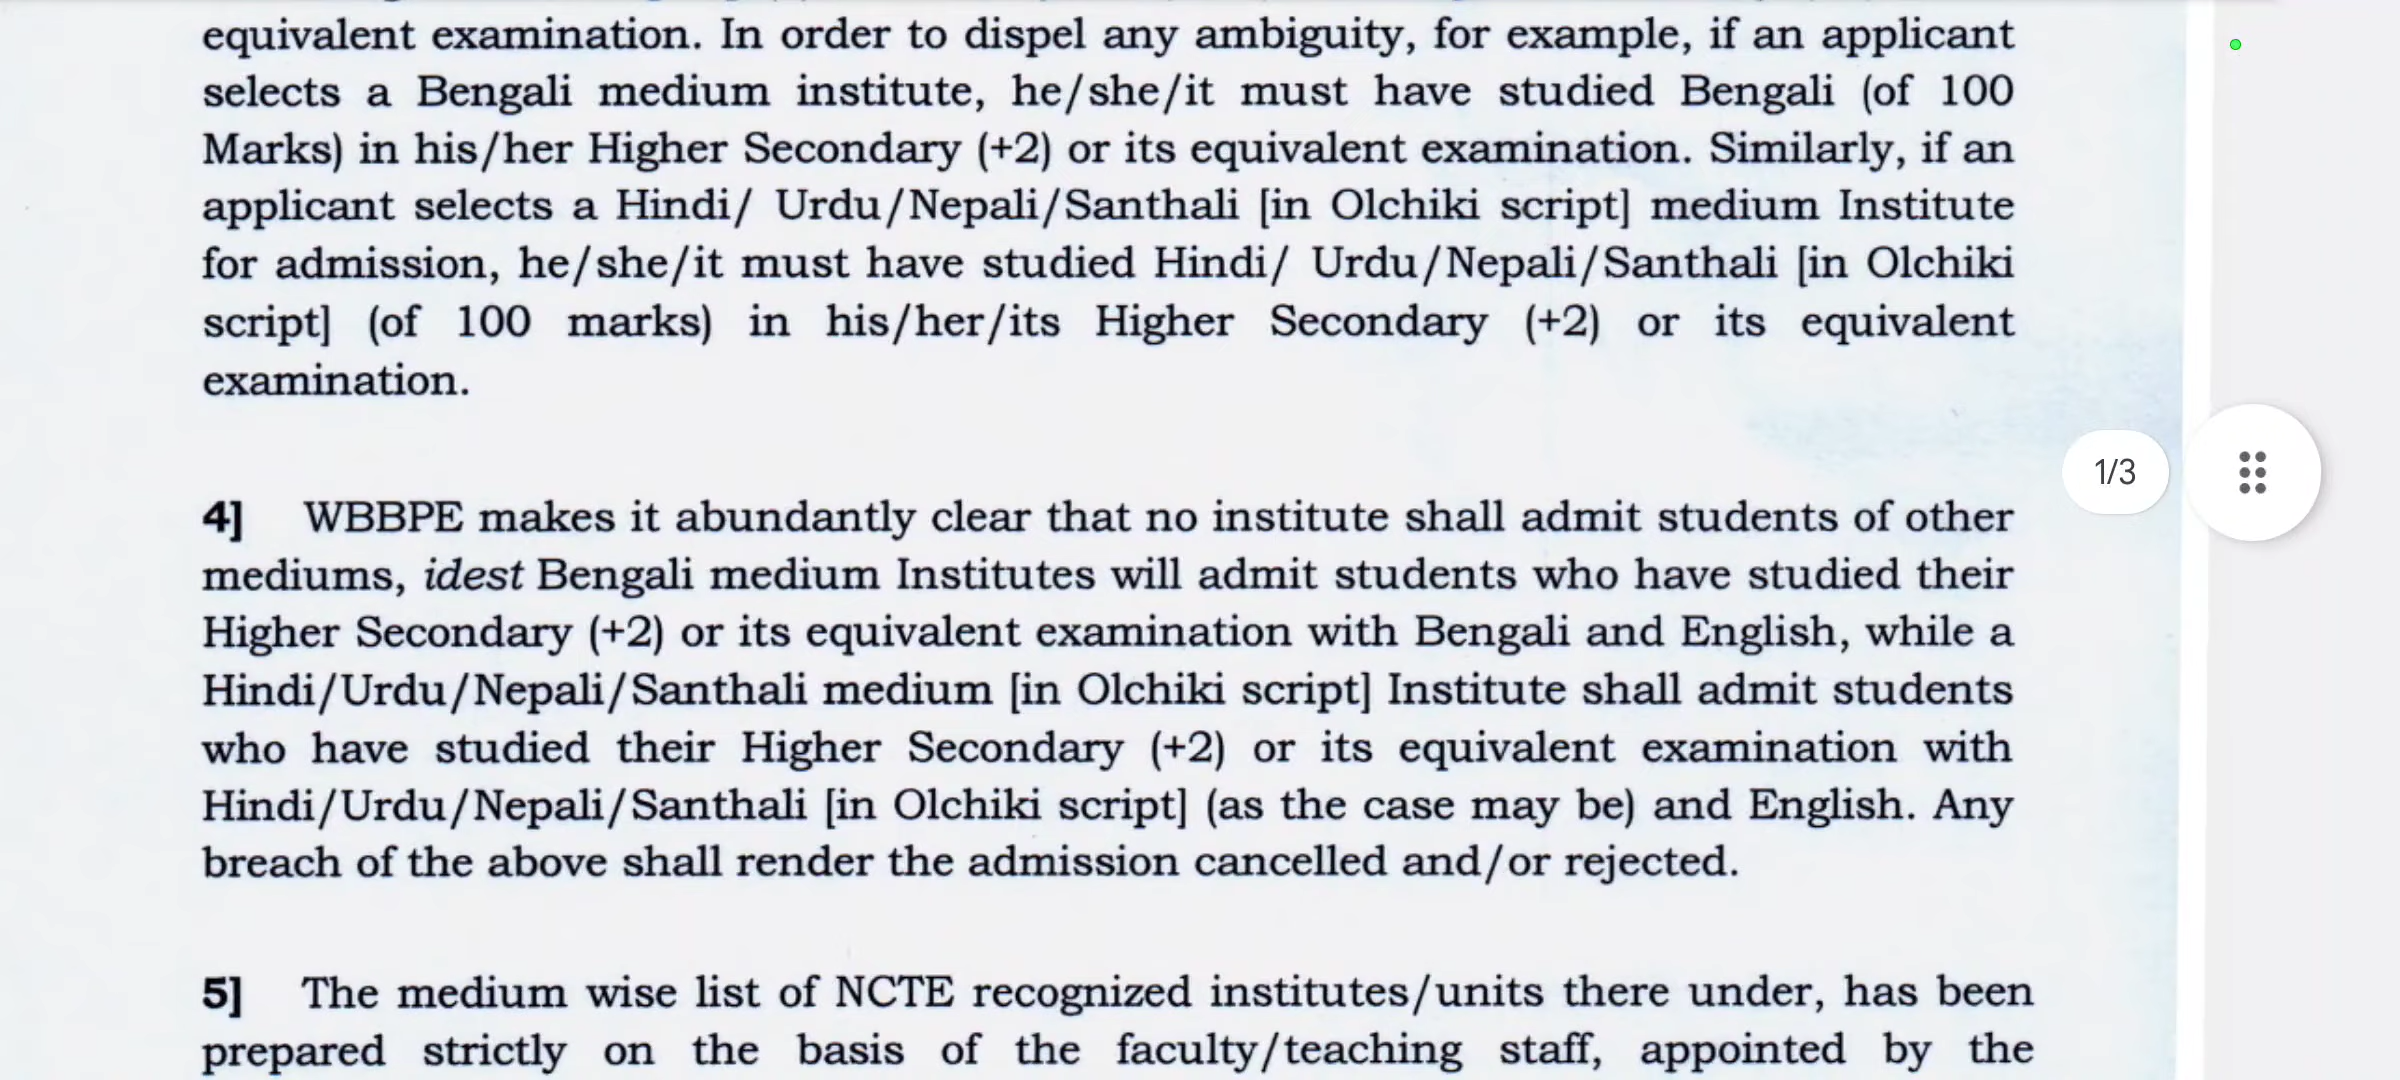 equivalent examination. In order to dispel any ambiguity, for example, if an applicant
selects a Bengali medium institute, he/she/it must have studied Bengali (of 100
Marks) in his/her Higher Secondary (+2) or its equivalent examination. Similarly, if an
applicant selects a Hindi/ Urdu/Nepali/Santhali [in Olchiki script] medium Institute
for admission, he/she/it must have studied Hindi/ Urdu/Nepali/Santhali [in Olchiki
script] (of 100 marks) in his/her/its Higher Secondary (+2) or its equivalent
examination.
1/3
4] WBBPE makes it abundantly clear that no institute shall admit students of other
mediums, idest Bengali medium Institutes will admit students who have studied their
Higher Secondary (+2) or its equivalent examination with Bengali and English, while a
Hindi/Urdu/Nepali/Santhali medium [in Olchiki script] Institute shall admit students
who have studied their Higher Secondary (+2) or its equivalent examination with
Hindi/Urdu/Nepali/Santhali [in Olchiki script] (as the case may be) and English. Any
breach of the above shall render the admission cancelled and/or rejected.
5] The medium wise list of NCTE recognized institutes/units there under, has been
prepared strictly on the basis of the faculty/teaching staff, appointed by the